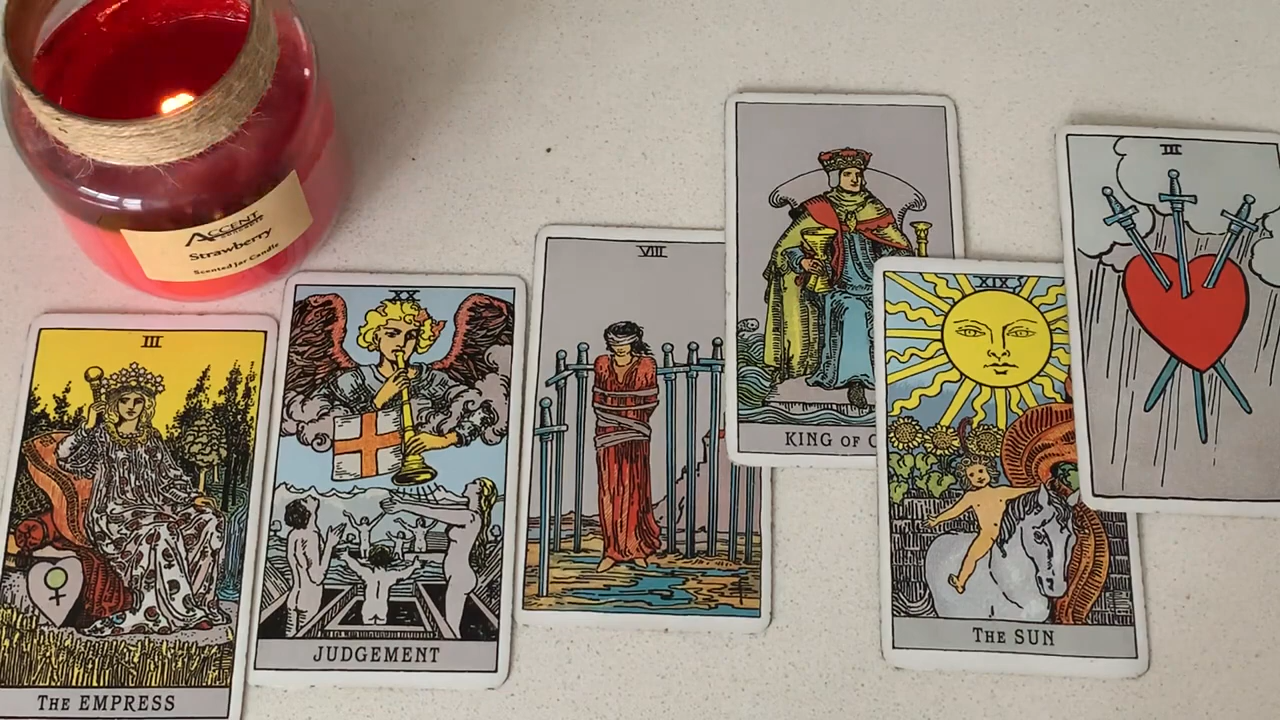 ACCENT
Strawberry
Scented Jar Candle
III
THE EMPRESS
XX
JUDGEMENT
VIII
KING OF C
XIX
THE SUN
III